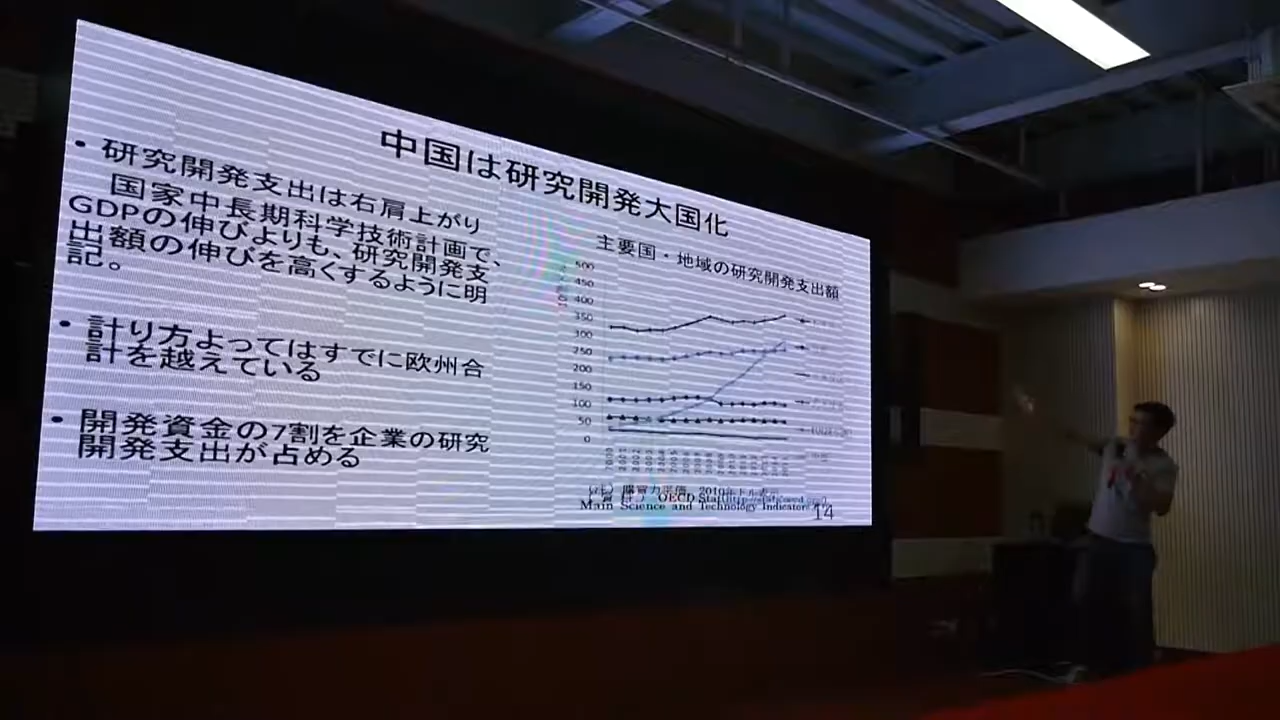 中国は研究開発大国化
• 研究開発支出は右肩上がり
国家中長期科学技術計画で、
GDPの伸びよりも、研究開発支
出額の伸びを高くするように明
記。
• 計り方よってはすでに欧州合
計を越えている
• 開発資金の7割を企業の研究
開発支出が占める
主要国・地域の研究開発支出額
500
450
400
350
300
250
200
150
100
50
0
Main Science and Technology Indicators
14